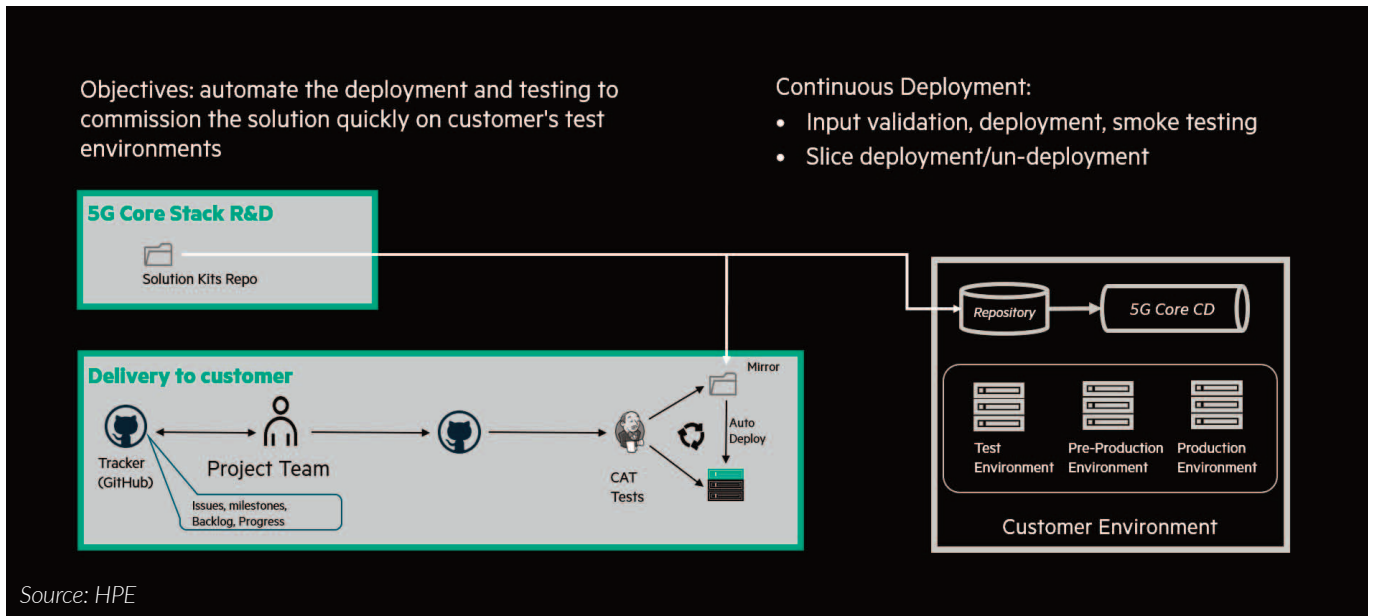 Objectives: automate the deployment and testing to
commission the solution quickly on customer's test
environments
Continuous Deployment:
• Input validation, deployment, smoke testing
• Slice deployment/un-deployment
5G Core Stack R&D
Solution Kits Repo
Delivery to customer
Tracker
(GitHub)
Project Team
Issues, milestones,
Backlog, Progress
CAT
Tests
Mirror
Auto
Deploy
Repository
5G Core CD
Test
Environment
Pre-Production
Environment
Production
Environment
Customer Environment
Source: HPE